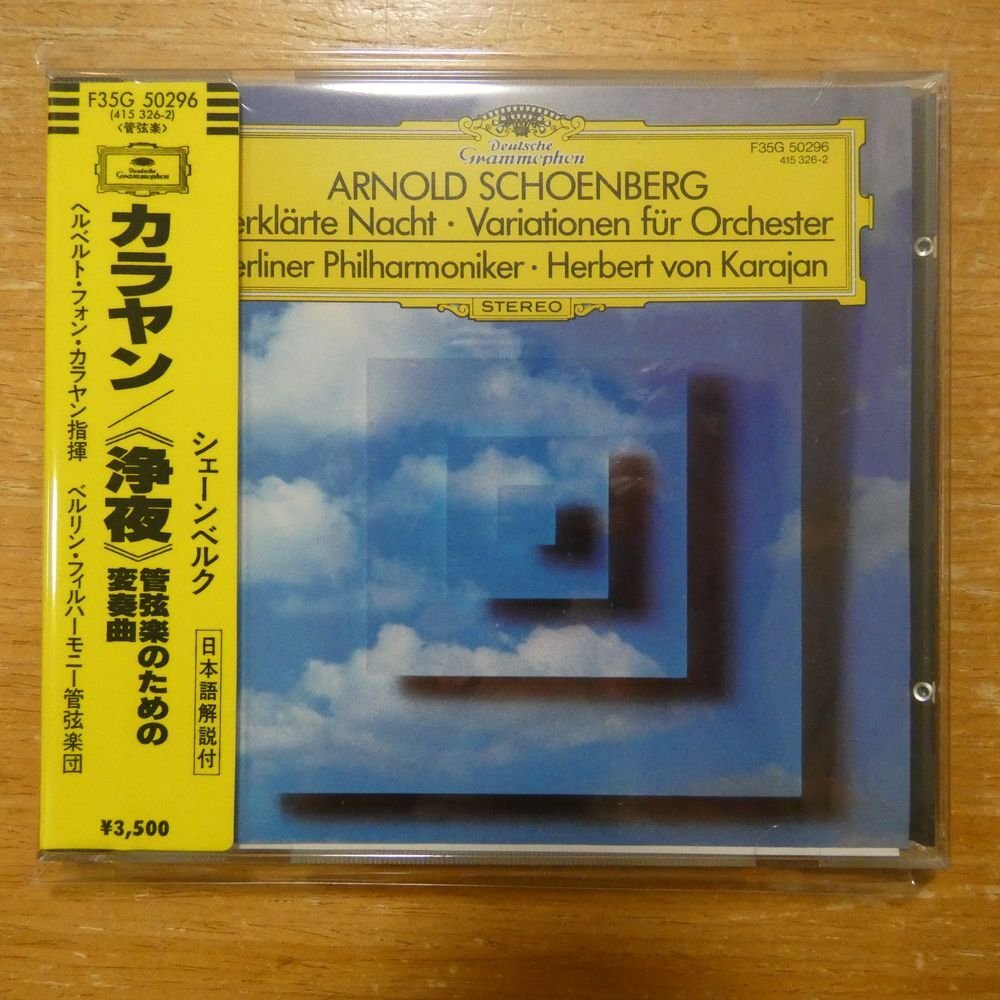 F35G 50296
(415 326-2)
〈管弦楽〉
Deutsche
Grammophon
シェーンベルク
カラヤン/《浄夜》管弦楽のための
変奏曲
ヘルベルト・フォン・カラヤン指揮 ベルリン・フィルハーモニー管弦楽団
日本語解説付
¥3,500
Deutsche
Grammophon
F35G 50296
415 326-2
ARNOLD SCHOENBERG
erklärte Nacht · Variationen für Orchester
erliner Philharmoniker · Herbert von Karajan
STEREO